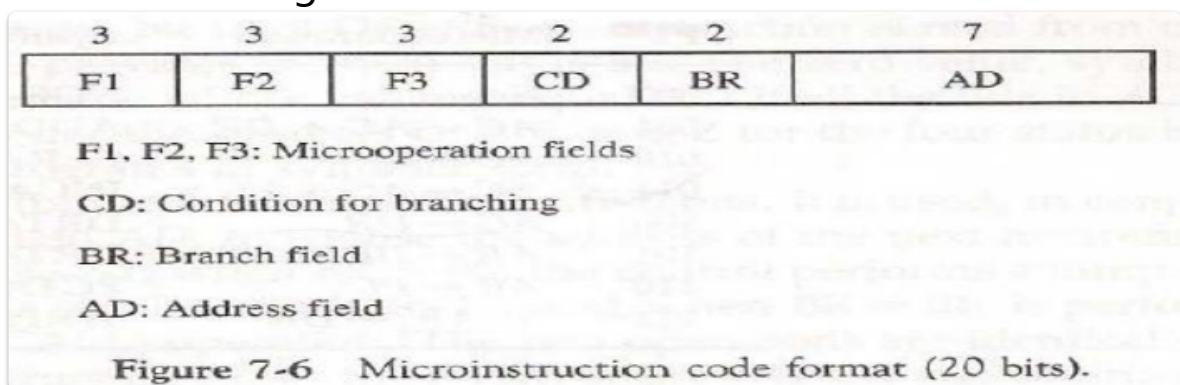 3 3 3 2 2 7
F1 F2 F3 CD BR AD
F1, F2, F3: Microoperation fields
CD: Condition for branching
BR: Branch field
AD: Address field
Figure 7-6 Microinstruction code format (20 bits).